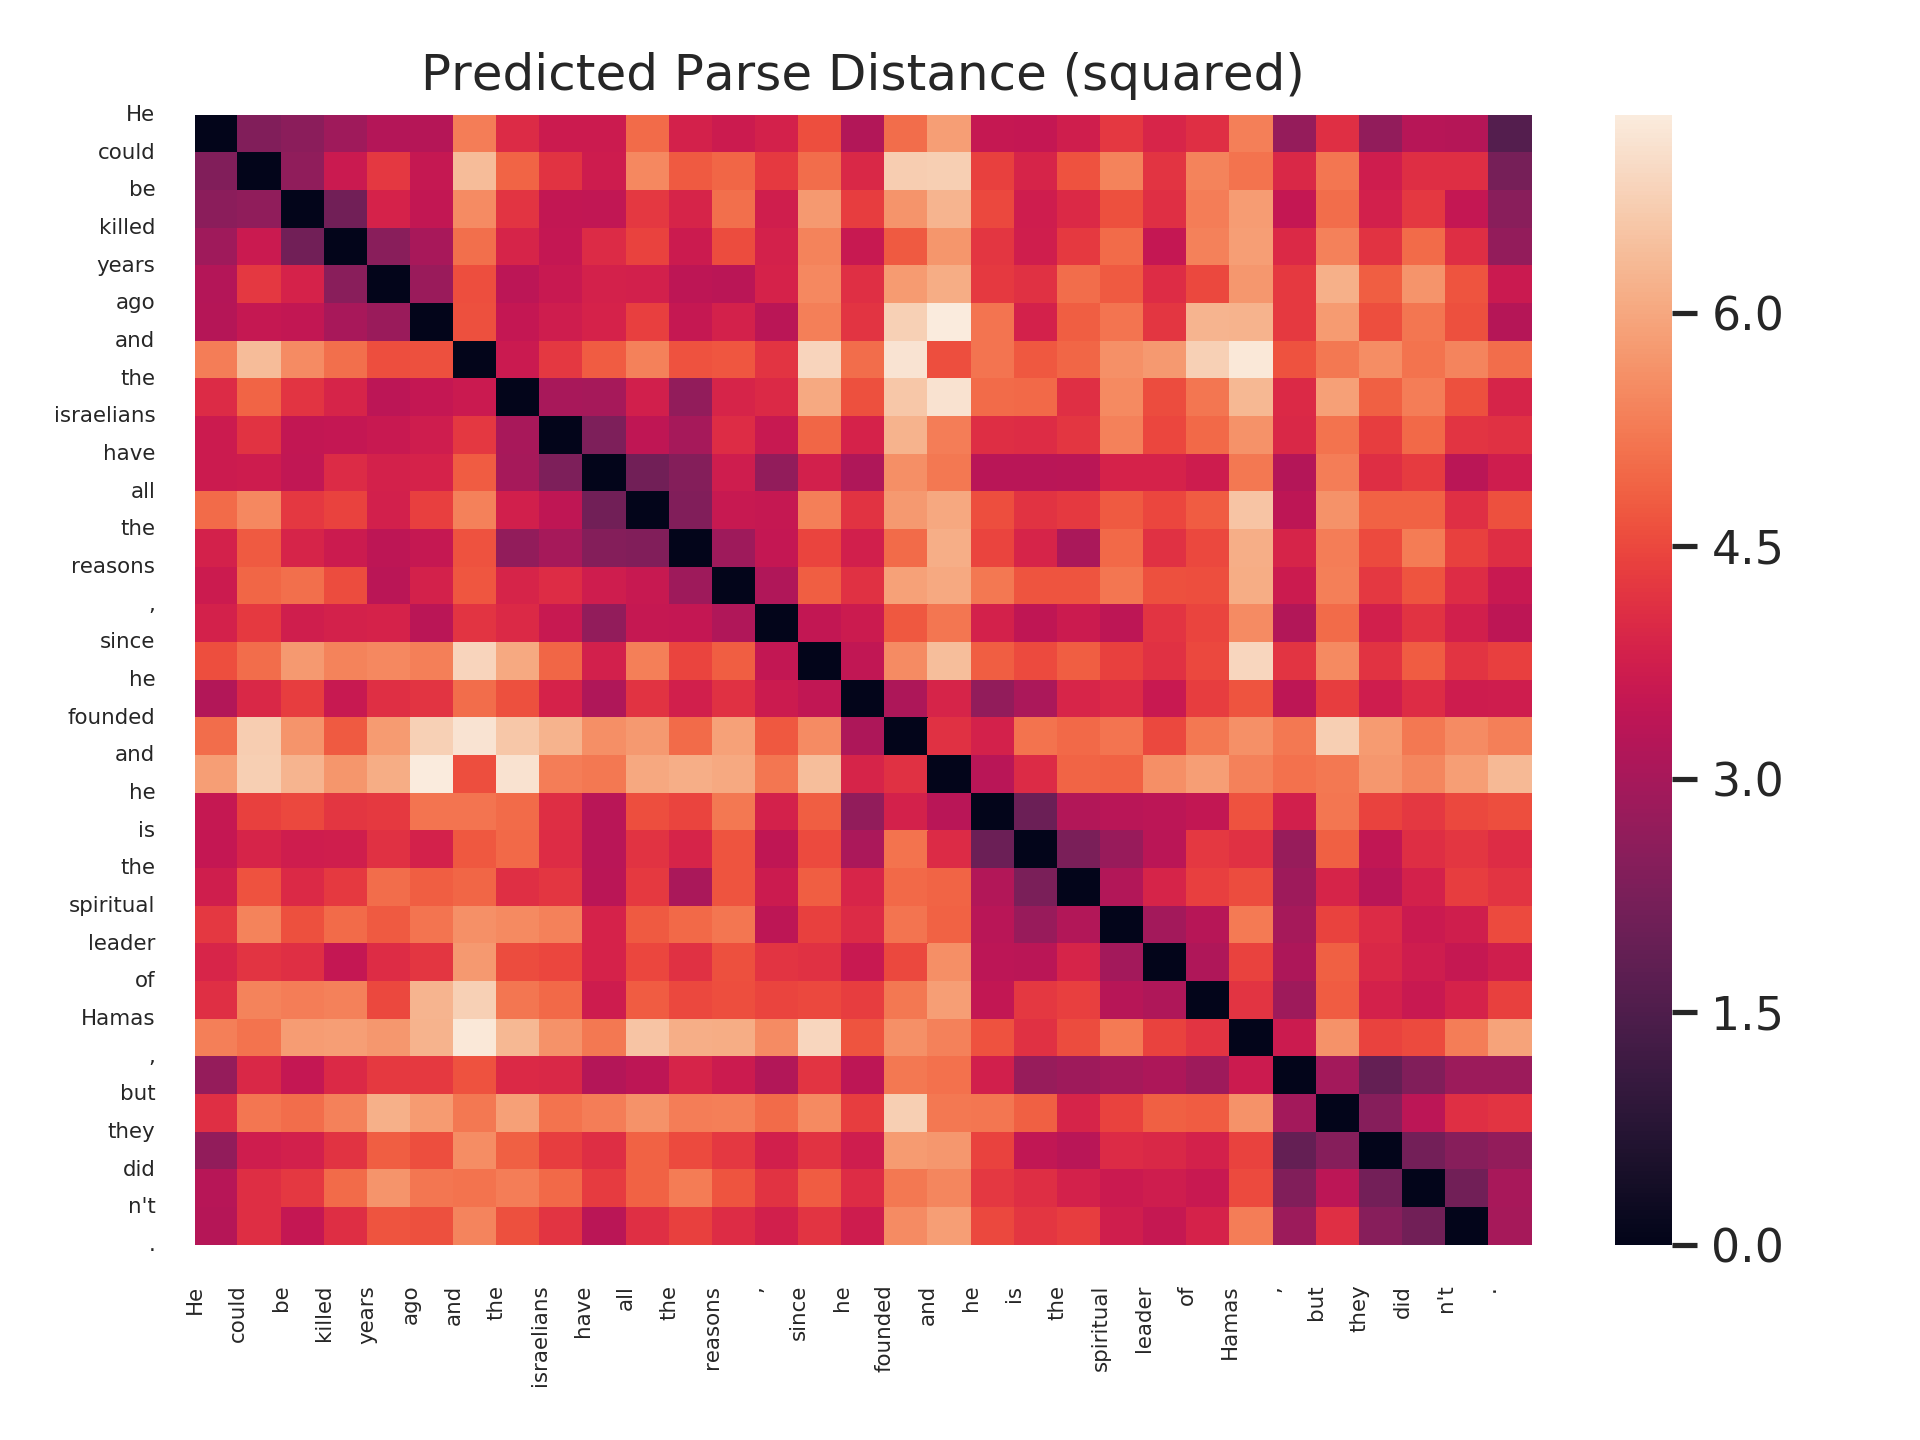 Predicted Parse Distance (squared)
He
could
be
killed
years
ago
and
the
israelians
have
all
the
reasons
,
since
he
founded
and
he
is
the
spiritual
leader
of
Hamas
,
but
they
did
n't
.
6.0
4.5
3.0
1.5
0.0
He
could
be
killed
years
ago
and
the
israelians
have
all
the
reasons
,
since
he
founded
and
he
is
the
spiritual
leader
of
Hamas
,
but
they
did
n't
.